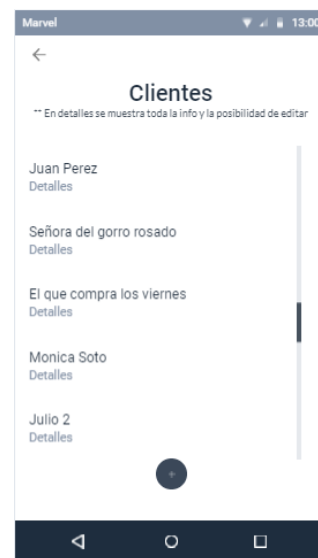 Marvel 13:00
Clientes
** En detalles se muestra toda la info y la posibilidad de editar
Juan Perez
Detalles
Señora del gorro rosado
Detalles
El que compra los viernes
Detalles
Monica Soto
Detalles
Julio 2
Detalles
+